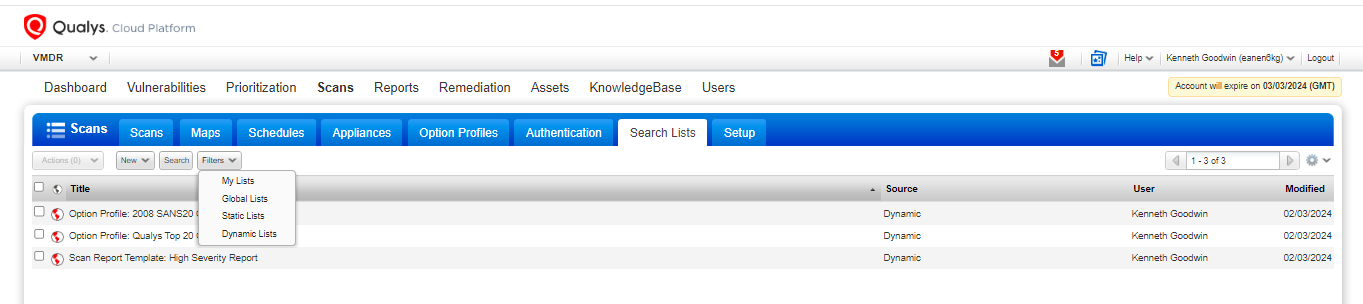 Qualys. Cloud Platform
VMDR
5
Help
Kenneth Goodwin (eanen6kg)
Logout
Dashboard Vulnerabilities Prioritization Scans Reports Remediation Assets KnowledgeBase Users
Account will expire on 03/03/2024 (GMT)
Scans Scans Maps Schedules Appliances Option Profiles Authentication Search Lists Setup
Actions (0) New Search Filters 1 - 3 of 3
My Lists
Global Lists
Static Lists
Dynamic Lists
Title Source User Modified
Option Profile: 2008 SANS20 Dynamic Kenneth Goodwin 02/03/2024
Option Profile: Qualys Top 20 Dynamic Kenneth Goodwin 02/03/2024
Scan Report Template: High Severity Report Dynamic Kenneth Goodwin 02/03/2024